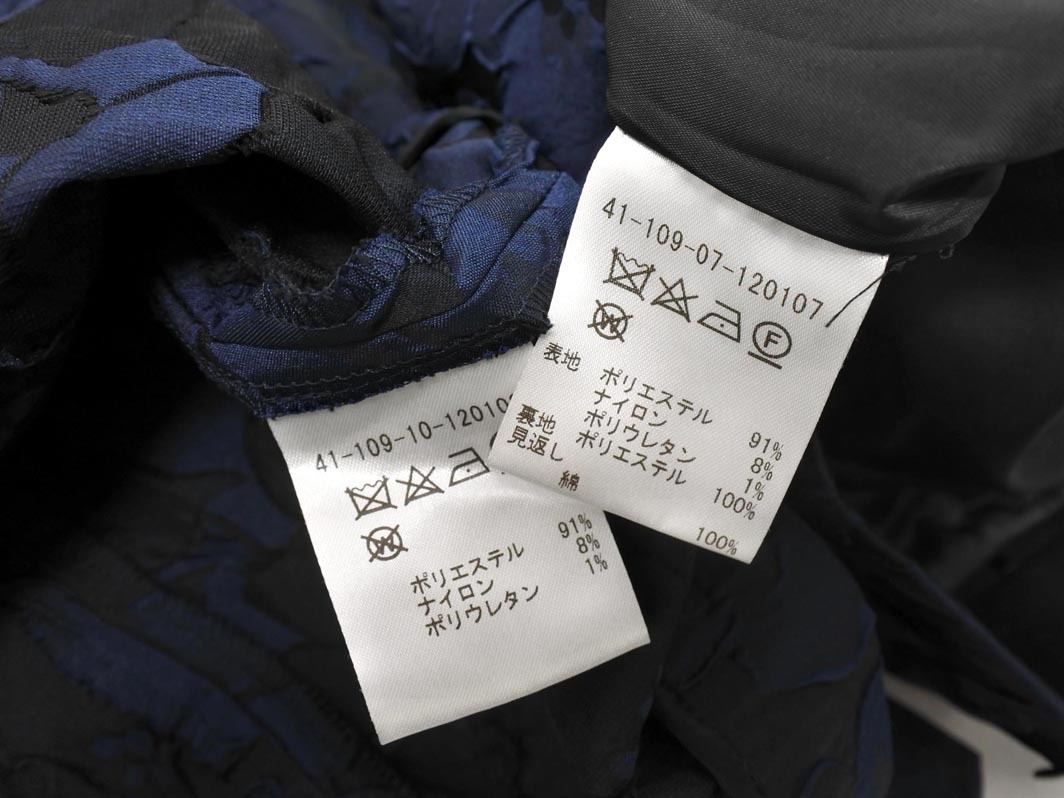 41-109-07-120107
F
W
表地
ポリエステル 91%
ナイロン 8%
ポリウレタン 1%
裏地 ポリエステル 100%
見返し
綿 100%
41-109-10-12010
W
ポリエステル 91%
ナイロン 8%
ポリウレタン 1%